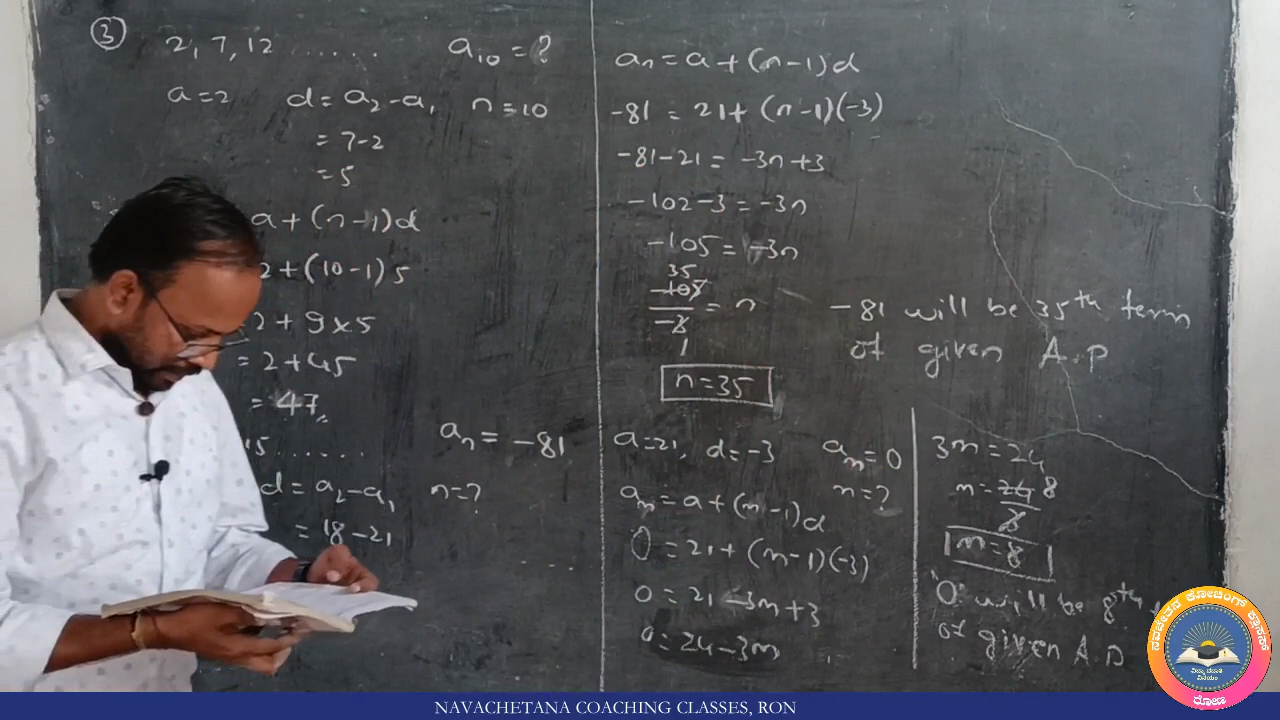 3
2, 7, 12 ...... a10 = ?
a = 2 d = a2 - a1 n = 10
= 7-2
= 5
a + (n-1)d
2 + (10-1) 5
= 2 + 9 x 5
= 2 + 45
= 47
15 ......
an = -81
d = a2 - a1 n = ?
= 18 - 21
an = a + (n-1)d
-81 = 21 + (n-1)(-3)
-81-21 = -3n+3
-102-3 = -3n
-105 = -3n
35
-105
-3 = n
1
n = 35
-81 will be 35th term
of given A.P
a = 21, d = -3 an = 0
n = ?
an = a + (n-1)d
0 = 21 + (n-1)(-3)
0 = 21 - 3n + 3
0 = 24 - 3n
3n = 24
n = 24 8
3
n = 8
"0" will be 8th
of given A.P
ನವಚೇತನ ಕೋಚಿಂಗ್ ಕ್ಲಾಸಸ್
ರೋಣ
NAVACHETANA COACHING CLASSES, RON